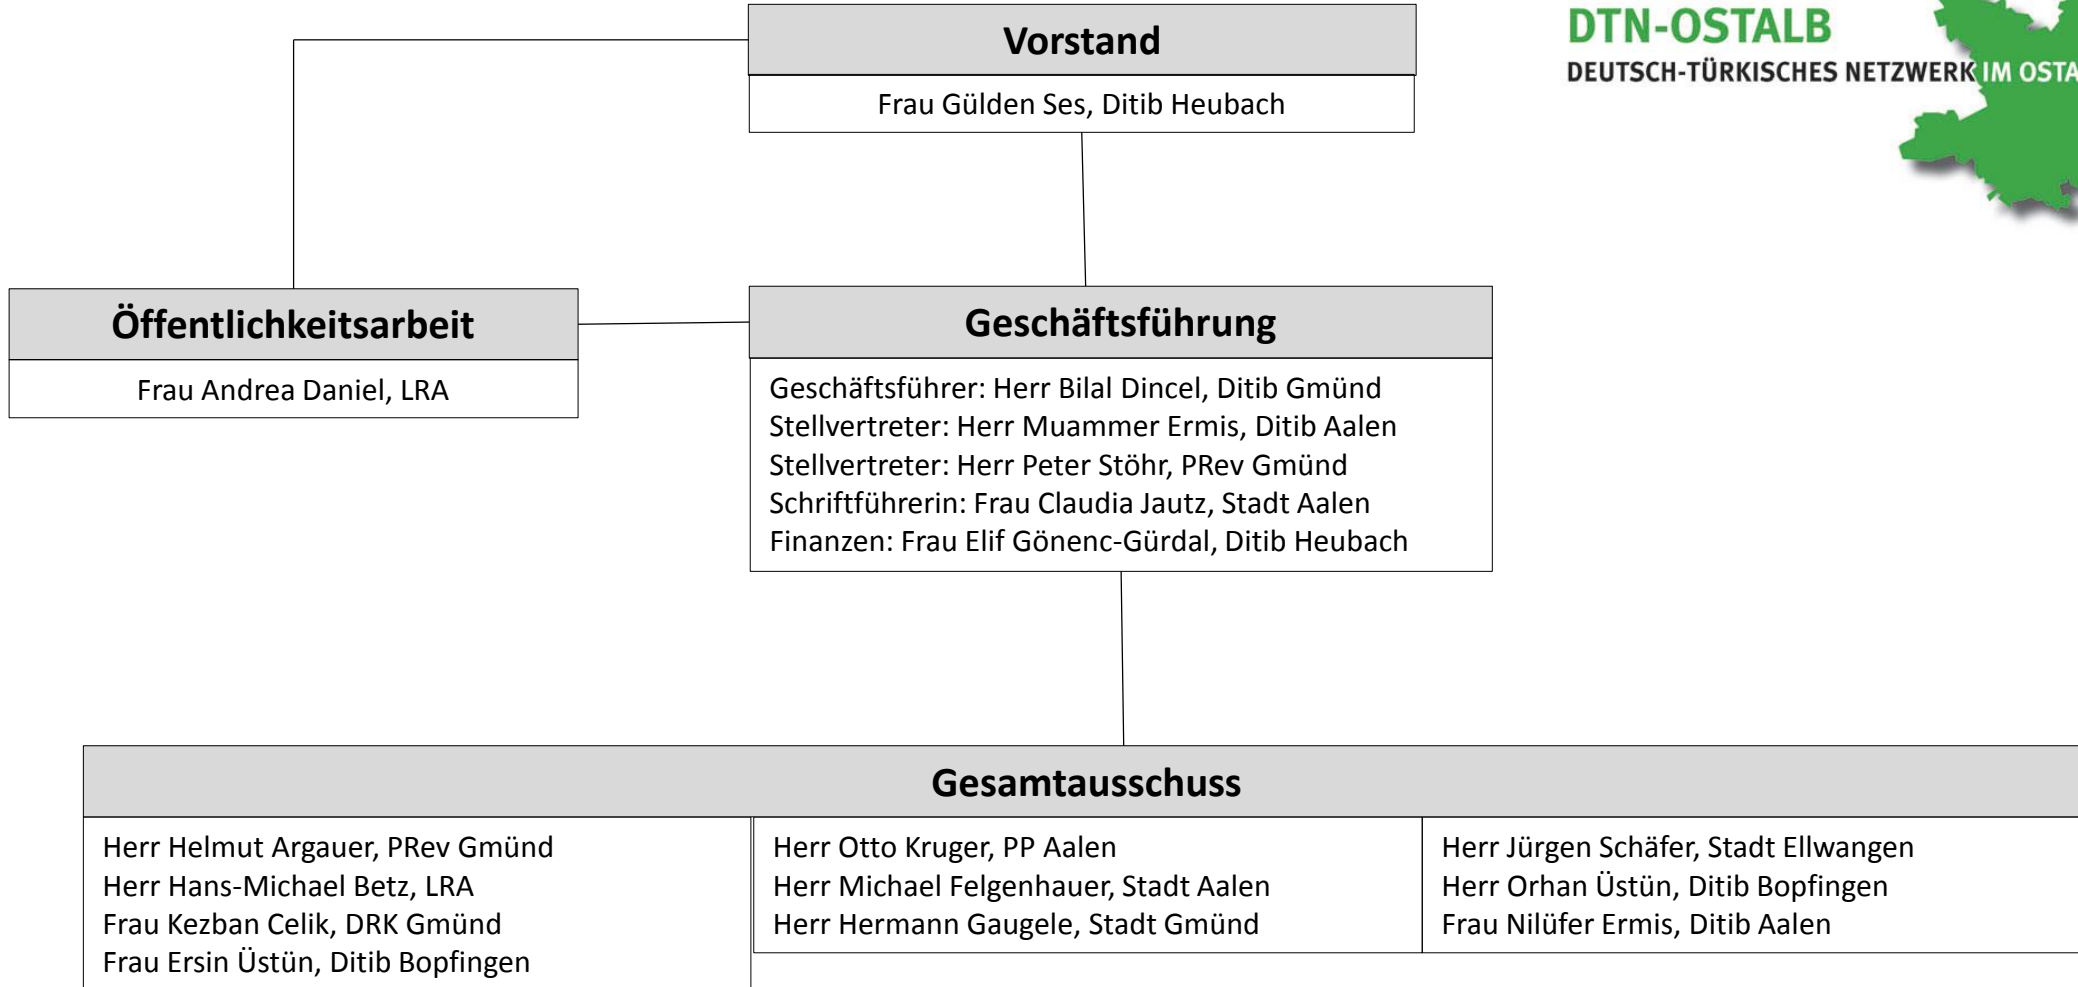 Vorstand
Frau Gülden Ses, Ditib Heubach
DTN-OSTALB
DEUTSCH-TÜRKISCHES NETZWERK IM OSTA
Öffentlichkeitsarbeit
Frau Andrea Daniel, LRA
Geschäftsführung
Geschäftsführer: Herr Bilal Dincel, Ditib Gmünd
Stellvertreter: Herr Muammer Ermis, Ditib Aalen
Stellvertreter: Herr Peter Stöhr, PRev Gmünd
Schriftführerin: Frau Claudia Jautz, Stadt Aalen
Finanzen: Frau Elif Gönenc-Gürdal, Ditib Heubach
Gesamtausschuss
Herr Helmut Argauer, PRev Gmünd
Herr Hans-Michael Betz, LRA
Frau Kezban Celik, DRK Gmünd
Frau Ersin Üstün, Ditib Bopfingen
Herr Otto Kruger, PP Aalen
Herr Michael Felgenhauer, Stadt Aalen
Herr Hermann Gaugele, Stadt Gmünd
Herr Jürgen Schäfer, Stadt Ellwangen
Herr Orhan Üstün, Ditib Bopfingen
Frau Nilüfer Ermis, Ditib Aalen